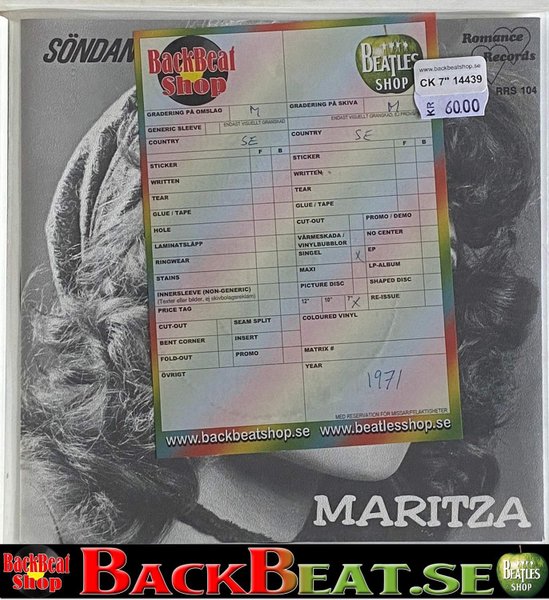 SÖNDAN
Romance
Records
RRS 104
BackBeat
Shop
BEATLES
SHOP
www.backbeatshop.se
CK 7" 14439
KR 60.00
GRADERING PÅ OMSLAG M
ENDAST VISUELLT GRANSKAD
GRADERING PÅ SKIVA M
GENERIC SLEEVE
COUNTRY SE
COUNTRY SE
F B
F B
STICKER
STICKER
WRITTEN
WRITTEN
TEAR
TEAR
GLUE / TAPE
GLUE / TAPE
HOLE
CUT-OUT
PROMO / DEMO
LAMINATSLÄPP
VÄRMESKADA /
VINYLBUBBLOR
NO CENTER
RINGWEAR
SINGEL X
EP
STAINS
MAXI
LP-ALBUM
INNERSLEEVE (NON-GENERIC)
(Texter eller bilder, ej skivbolagsreklam)
PICTURE DISC
SHAPED DISC
12" 10" 7" X
RE-ISSUE
PRICE TAG
COLOURED VINYL
CUT-OUT
SEAM SPLIT
BENT CORNER
INSERT
MATRIX #
FOLD-OUT
PROMO
YEAR
1971
ÖVRIGT
MED RESERVATION FÖR MISSAR/FELAKTIGHETER
www.backbeatshop.se www.beatlesshop.se
MARITZA
BackBeat
Shop
BACKBEAT.SE
BEATLES
SHOP